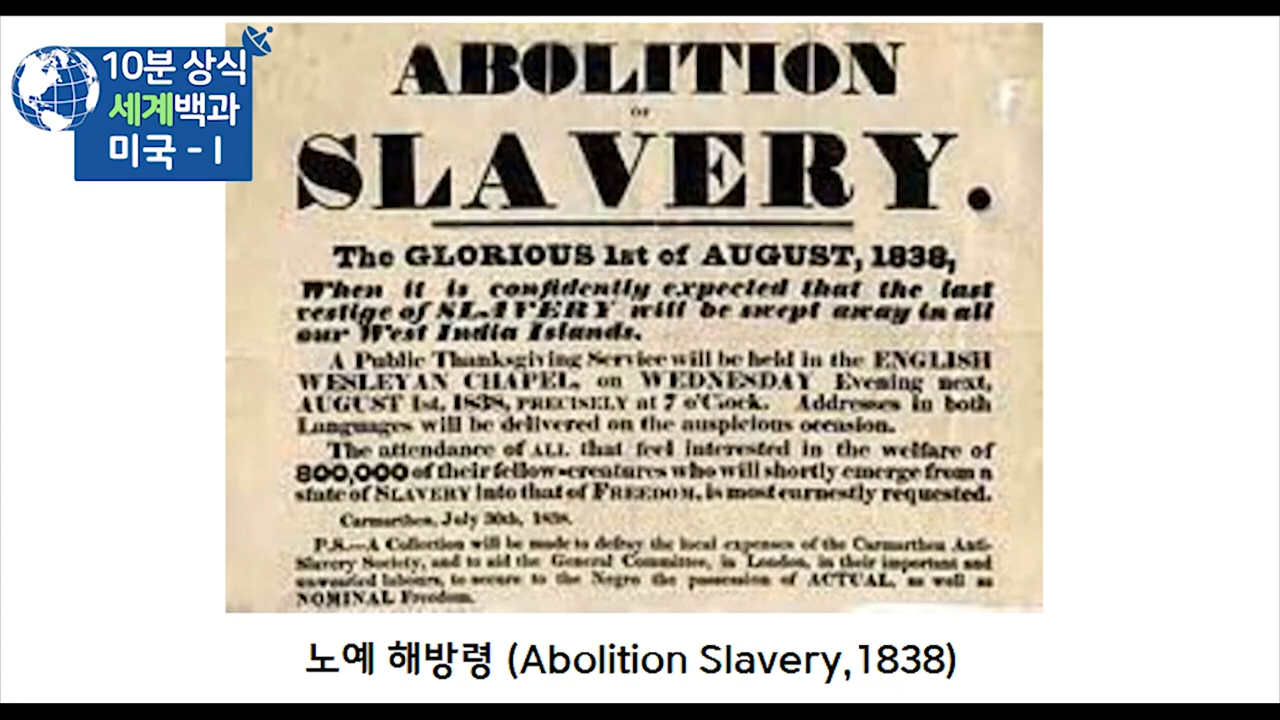 10분 상식
세계백과
미국 - I
ABOLITION
OF
SLAVERY.
The GLORIOUS 1st of AUGUST, 1838,
When it is confidently expected that the last
vestige of SLAVERY will be swept away in all
our West India Islands.
A Public Thanksgiving Service will be held in the ENGLISH
WESLEYAN CHAPEL, on WEDNESDAY Evening next,
AUGUST 1st, 1838, PRECISELY at 7 o'Clock. Addresses in both
Languages will be delivered on the auspicious occasion.
The attendance of ALL that feel interested in the welfare of
800,000 of their fellow-creatures who will shortly emerge from a
state of SLAVERY into that of FREEDOM, is most earnestly requested.
Carmarthen, July 30th, 1838.
P.S.—A Collection will be made to defray the local expenses of the Carmarthen Anti-
Slavery Society, and to aid the General Committee, in London, in their important and
unwearied labours, to secure to the Negro the possession of ACTUAL, as well as
NOMINAL Freedom.
노예 해방령 (Abolition Slavery,1838)